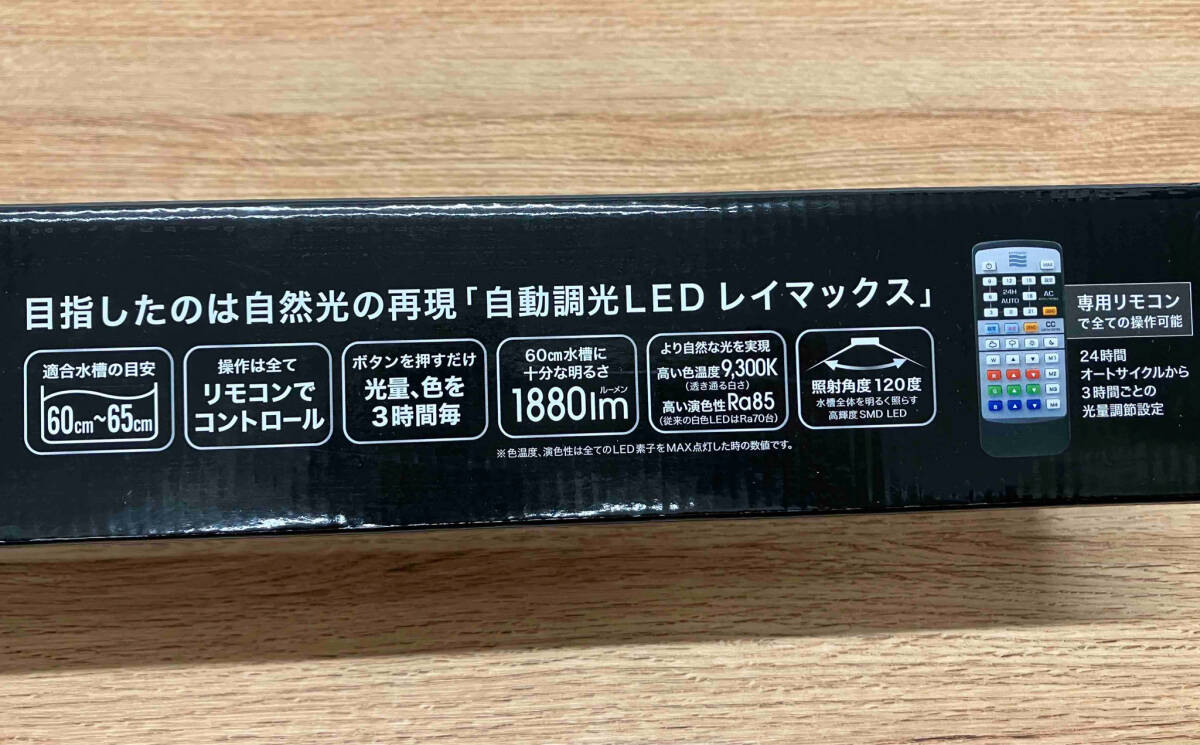 目指したのは自然光の再現「自動調光LED レイマックス」
適合水槽の目安
60cm〜65cm
操作は全て
リモコンで
コントロール
ボタンを押すだけ
光量、色を
3時間毎
60cm水槽に
十分な明るさ
ルーメン
1880lm
より自然な光を実現
高い色温度9,300K
(透き通る白さ)
高い演色性Ra85
(従来の白色LEDはRa70台)
照射角度120度
水槽全体を明るく照らす
高輝度SMD LED
※色温度、演色性は全てのLED素子をMAX点灯した時の数値です。
24H
AUTO
AC
CC
W
M1
R
M2
G
M3
B
M4
専用リモコン
で全ての操作可能
24時間
オートサイクルから
3時間ごとの
光量調節設定